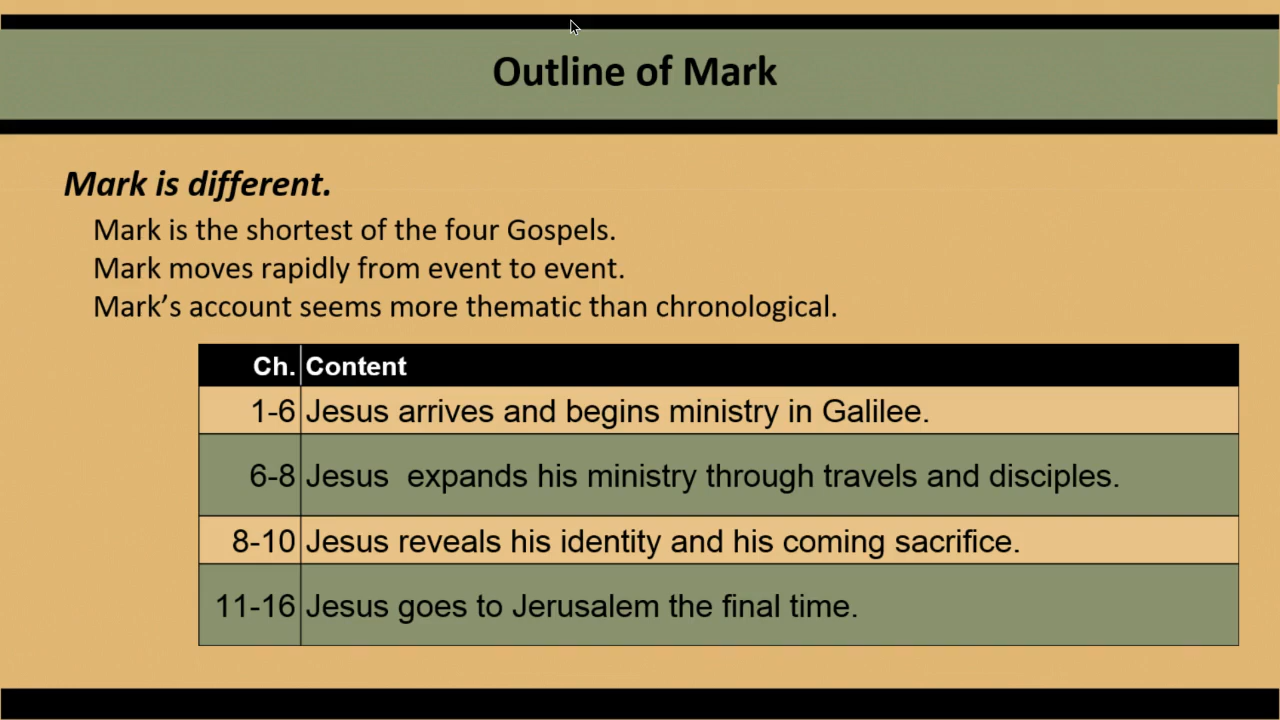 Outline of Mark
Mark is different.
Mark is the shortest of the four Gospels.
Mark moves rapidly from event to event.
Mark’s account seems more thematic than chronological.
Ch. Content
1-6 Jesus arrives and begins ministry in Galilee.
6-8 Jesus  expands his ministry through travels and disciples.
8-10 Jesus reveals his identity and his coming sacrifice.
11-16 Jesus goes to Jerusalem the final time.